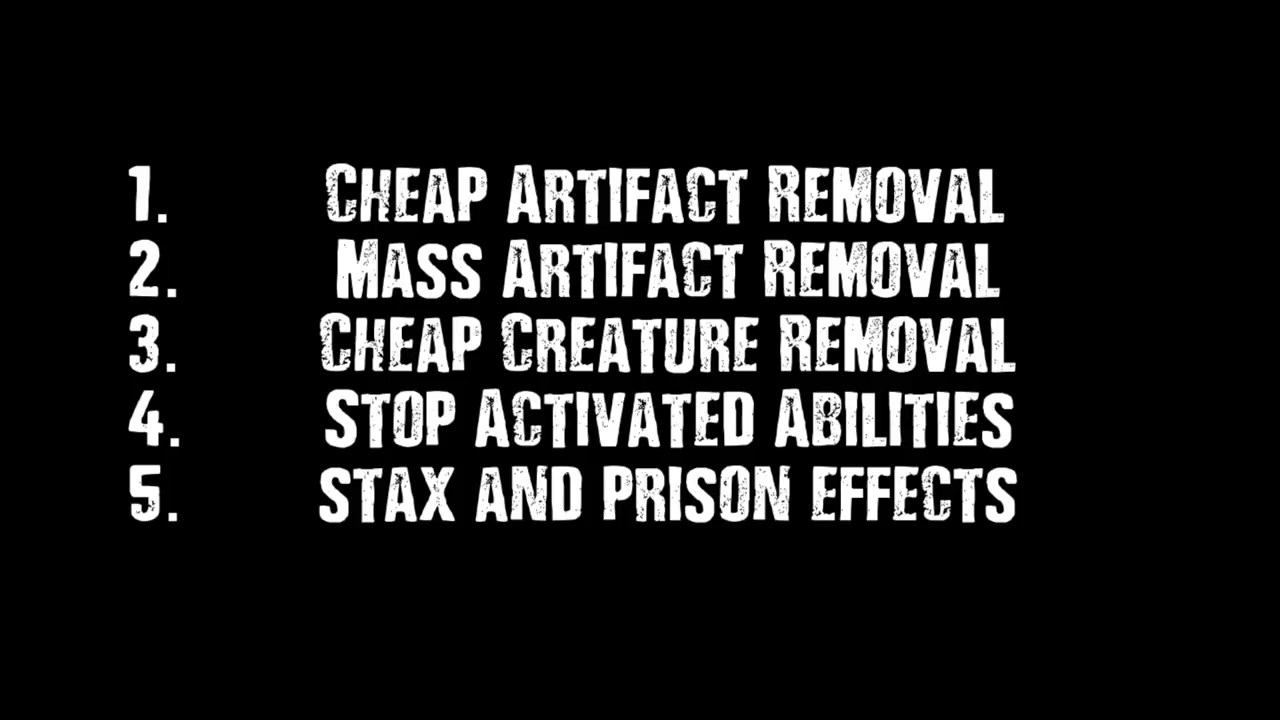 1. Cheap Artifact Removal
2. Mass Artifact Removal
3. Cheap Creature Removal
4. Stop Activated Abilities
5. Stax and Prison Effects